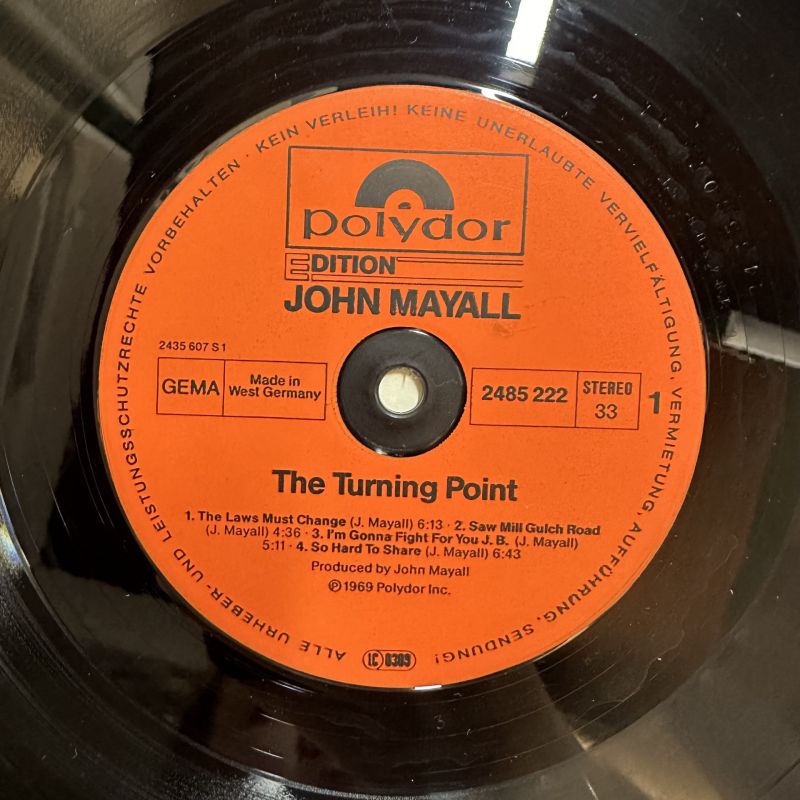 ALLE URHEBER- UND LEISTUNGSSCHUTZRECHTE VORBEHALTEN · KEIN VERLEIH! KEINE UNERLAUBTE VERVIELFÄLTIGUNG, VERMIETUNG, AUFFÜHRUNG, SENDUNG!
polydor
EDITION
JOHN MAYALL
2435 607 S 1
GEMA
Made in
West Germany
2485 222
STEREO
33
1
The Turning Point
1. The Laws Must Change (J. Mayall) 6:13 · 2. Saw Mill Gulch Road
(J. Mayall) 4:36 · 3. I'm Gonna Fight For You J. B. (J. Mayall)
5:11 · 4. So Hard To Share (J. Mayall) 6:43
Produced by John Mayall
℗ 1969 Polydor Inc.
LC 0309